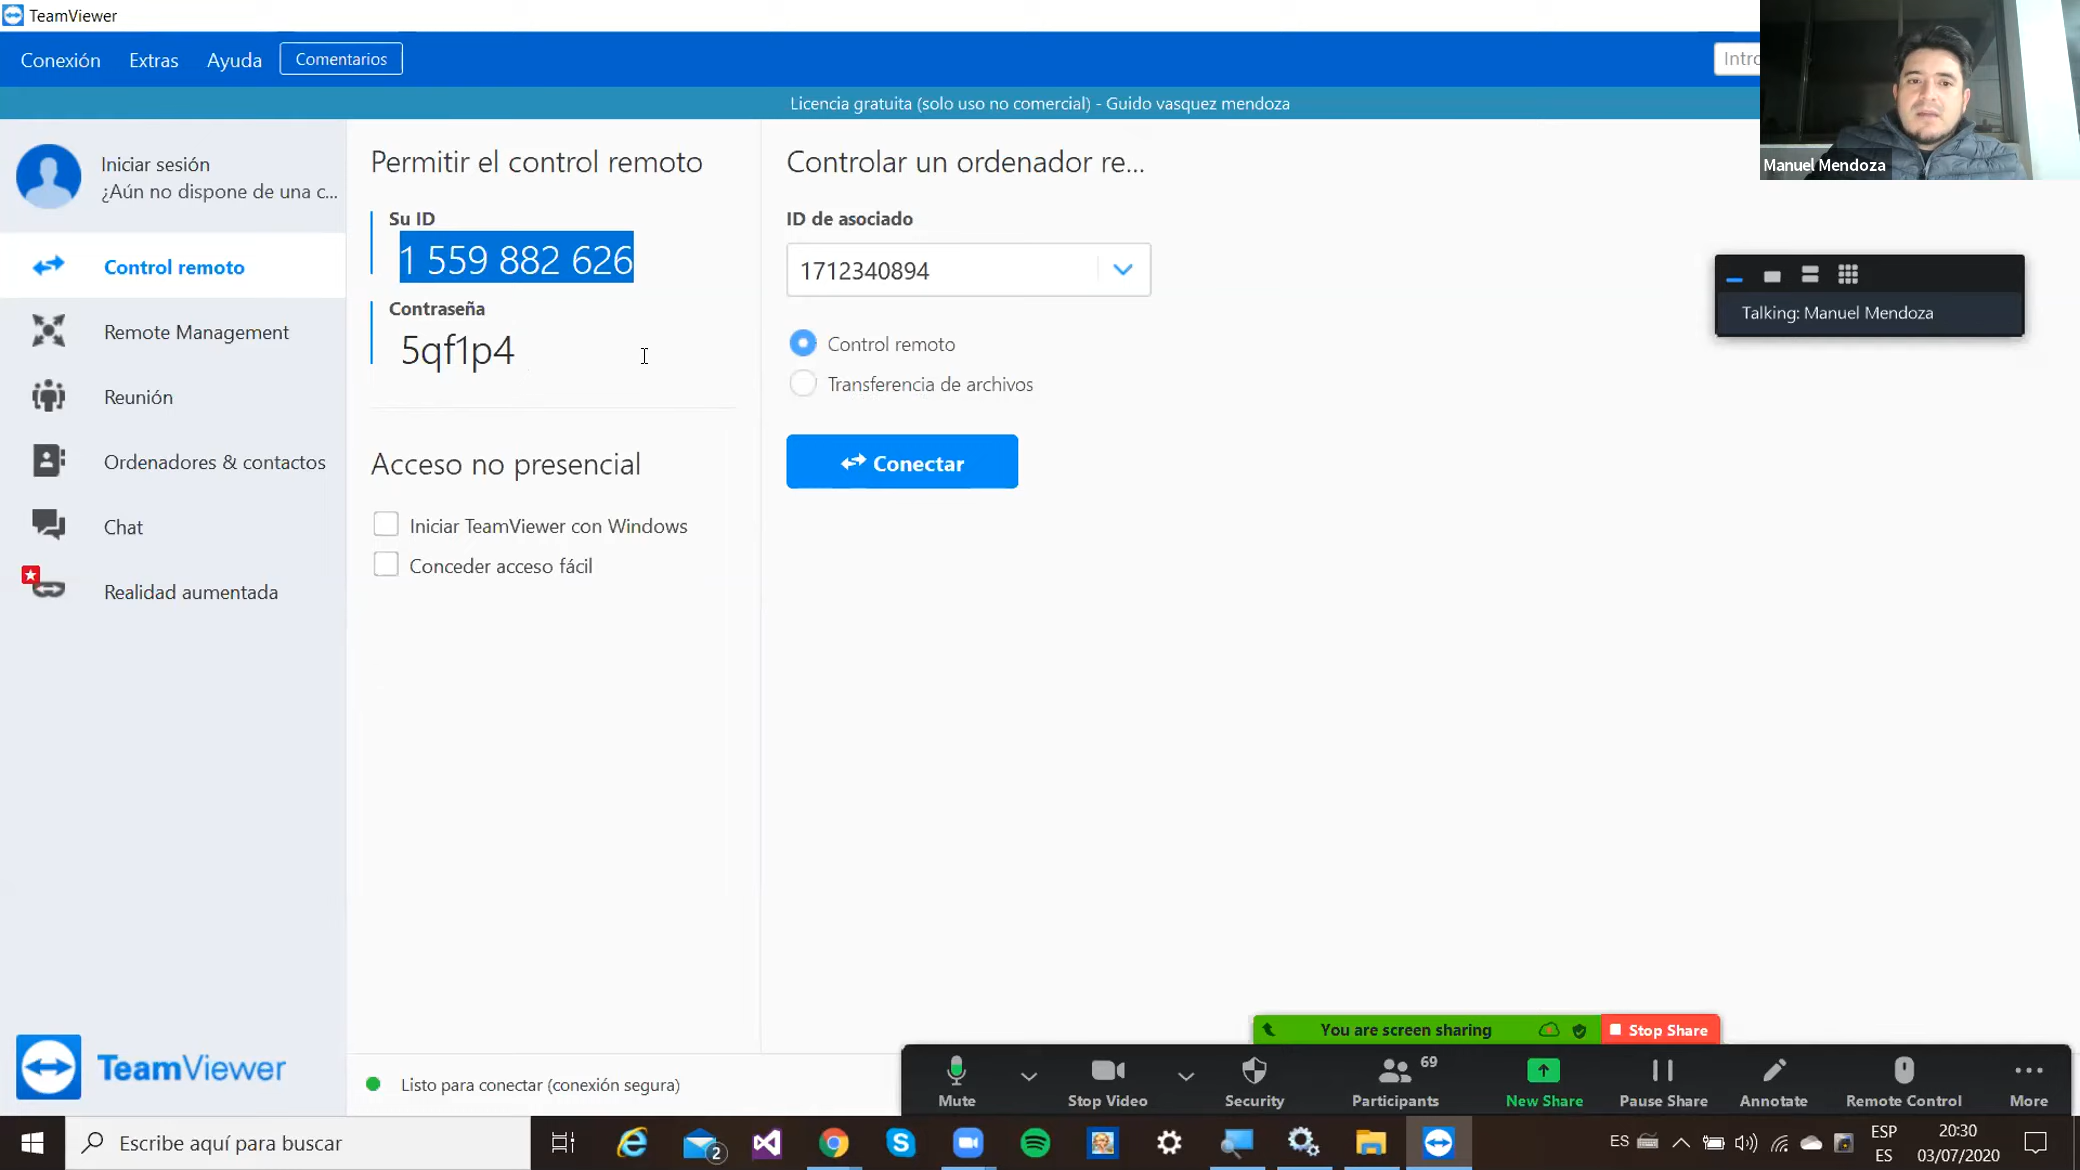 TeamViewer
Conexión Extras Ayuda Comentarios
Intro
Licencia gratuita (solo uso no comercial) - Guido vasquez mendoza
Manuel Mendoza
Iniciar sesión
¿Aún no dispone de una c...
Control remoto
Remote Management
Reunión
Ordenadores & contactos
Chat
Realidad aumentada
TeamViewer
Permitir el control remoto
Su ID
1 559 882 626
Contraseña
5qf1p4
Acceso no presencial
Iniciar TeamViewer con Windows
Conceder acceso fácil
Listo para conectar (conexión segura)
Controlar un ordenador re...
ID de asociado
1712340894
Control remoto
Transferencia de archivos
Conectar
Talking: Manuel Mendoza
You are screen sharing Stop Share
69
Mute Stop Video Security Participants New Share Pause Share Annotate Remote Control More
Escribe aquí para buscar
2
ES
ESP
ES
20:30
03/07/2020